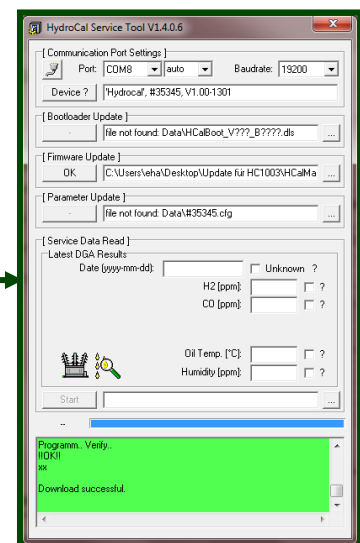 HydroCal Service Tool V1.4.0.6
[ Communication Port Settings ]
Port: COM8 auto Baudrate: 19200
Device ? 'Hydrocal', #35345, V1.00-1301
[ Bootloader Update ]
. file not found: Data\HCalBoot_V???_B????.dls ...
[ Firmware Update ]
OK C:\Users\eha\Desktop\Update für HC1003\HCalMa ...
[ Parameter Update ]
. file not found: Data\#35345.cfg ...
[ Service Data Read ]
Latest DGA Results
Date (yyyy-mm-dd): Unknown ?
H2 [ppm]: ?
CO [ppm]: ?
Oil Temp. [°C]: ?
Humidity [ppm]: ?
Start ...
--
Programm.. Verify..
!!OK!!
xx
Download successful.